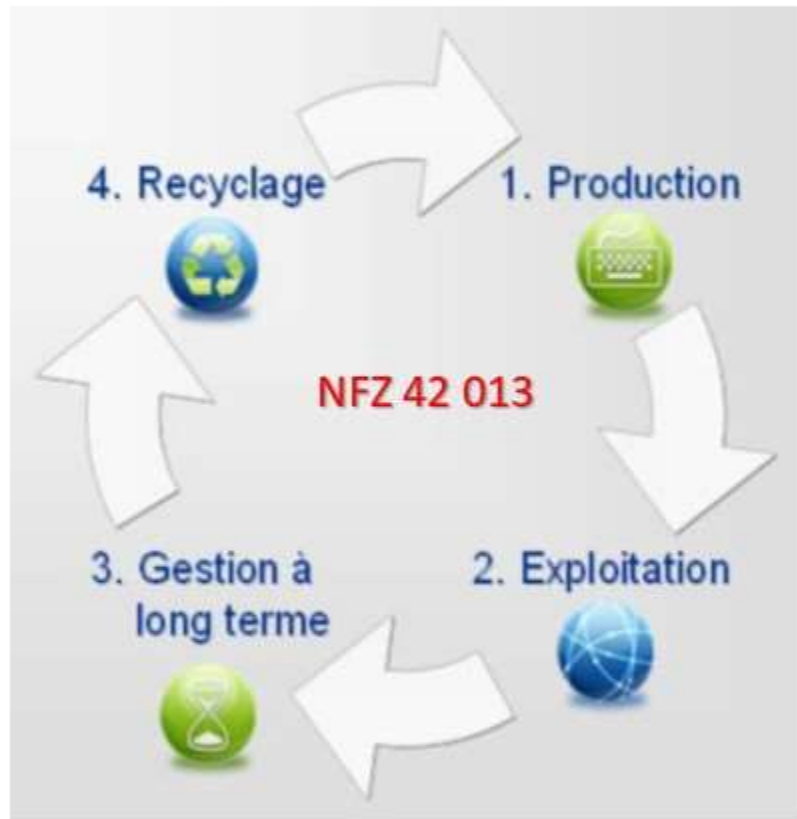 4. Recyclage
1. Production
NFZ 42 013
3. Gestion à
long terme
2. Exploitation